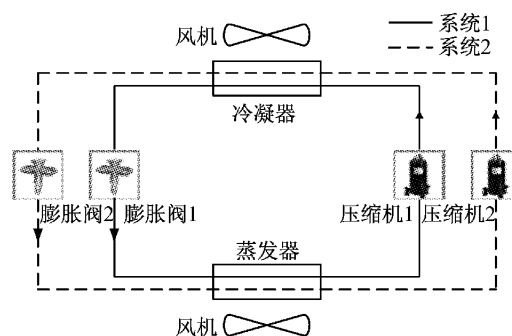 风机
系统1
系统2
冷凝器
膨胀阀2 膨胀阀1
压缩机1 压缩机2
蒸发器
风机